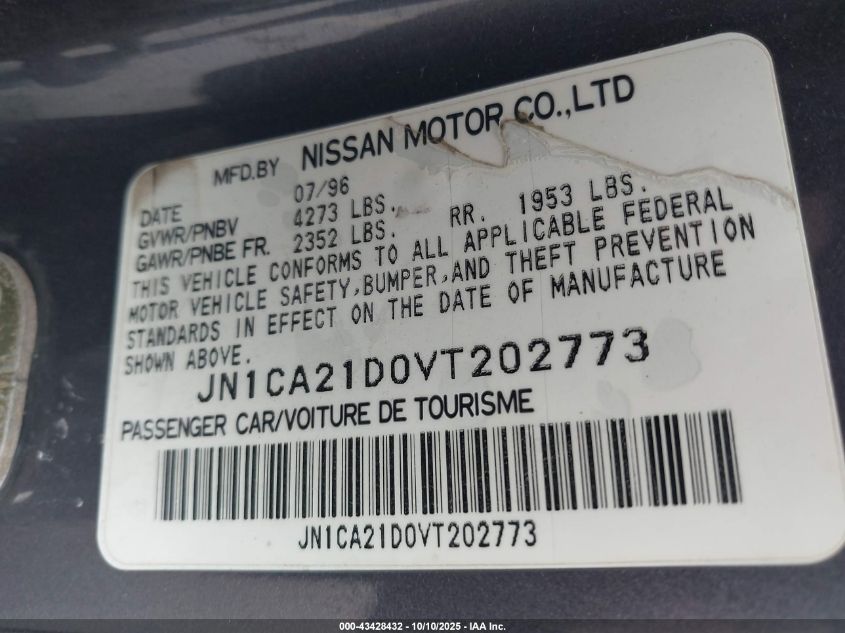 MFD.BY NISSAN MOTOR CO.,LTD
DATE 07/96
GVWR/PNBV 4273 LBS.
GAWR/PNBE FR. 2352 LBS. RR. 1953 LBS.
THIS VEHICLE CONFORMS TO ALL APPLICABLE FEDERAL
MOTOR VEHICLE SAFETY,BUMPER,AND THEFT PREVENTION
STANDARDS IN EFFECT ON THE DATE OF MANUFACTURE
SHOWN ABOVE.
JN1CA21D0VT202773
PASSENGER CAR/VOITURE DE TOURISME
JN1CA21D0VT202773
000-43428432 - 10/10/2025 - IAA Inc.